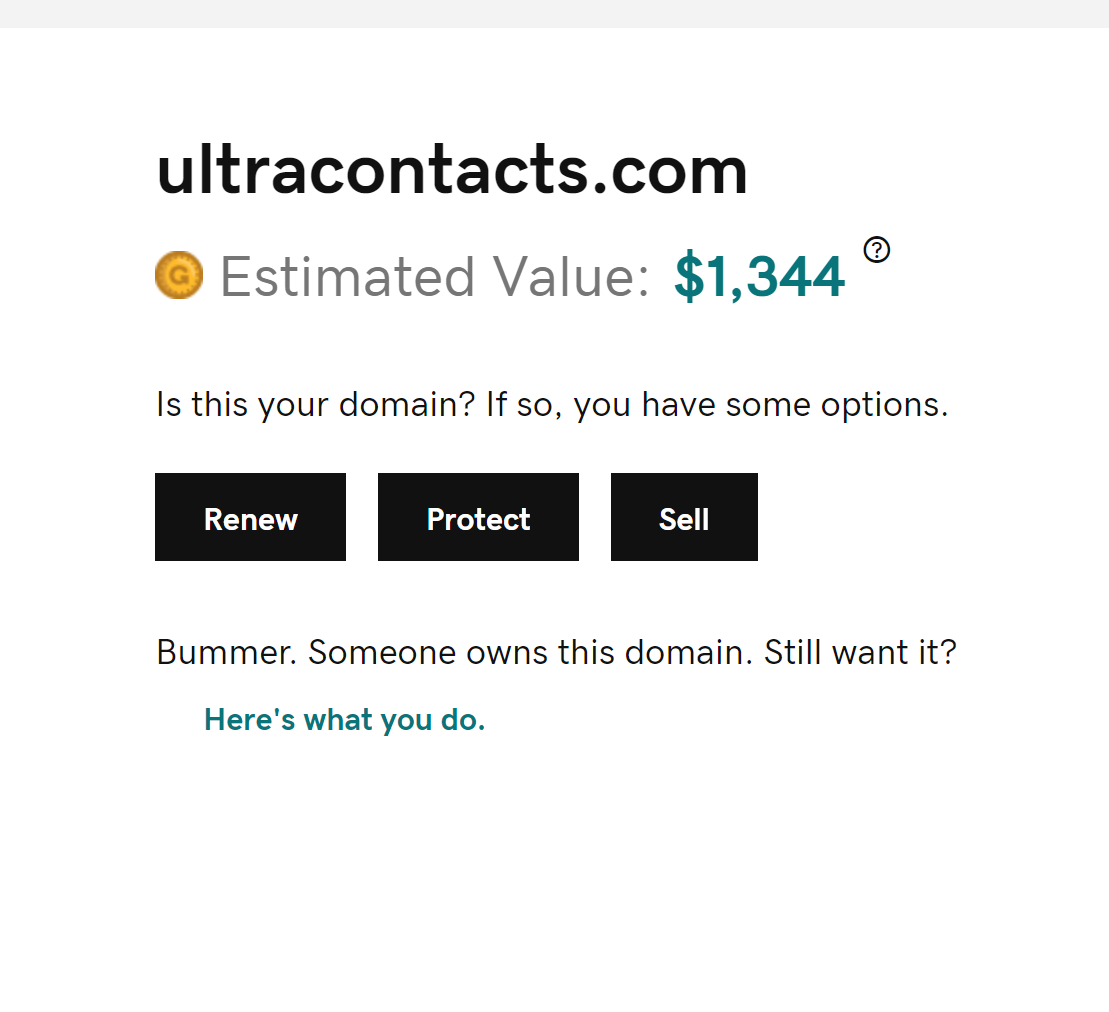 ultracontacts.com
G Estimated Value: $1,344 ?
Is this your domain? If so, you have some options.
Renew Protect Sell
Bummer. Someone owns this domain. Still want it?
Here's what you do.